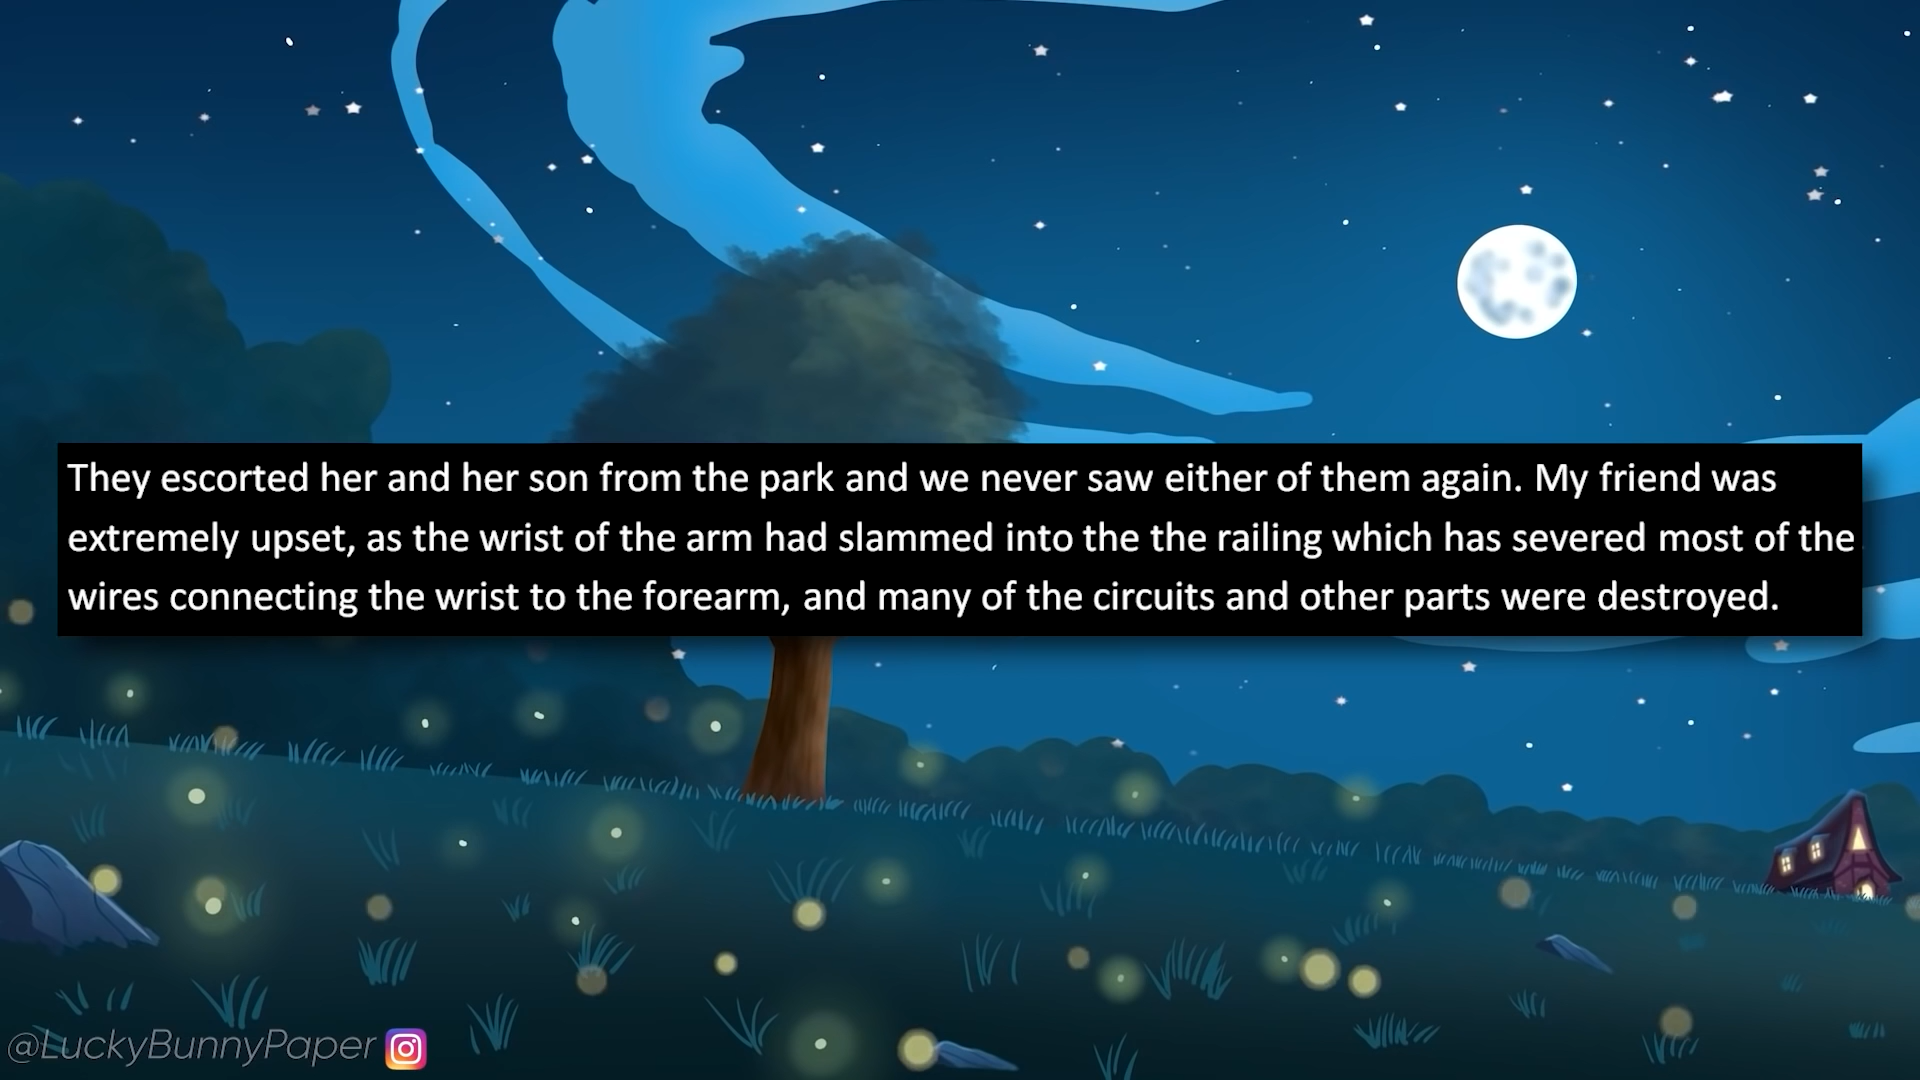 They escorted her and her son from the park and we never saw either of them again. My friend was
extremely upset, as the wrist of the arm had slammed into the the railing which has severed most of the
wires connecting the wrist to the forearm, and many of the circuits and other parts were destroyed.
@LuckyBunnyPaper